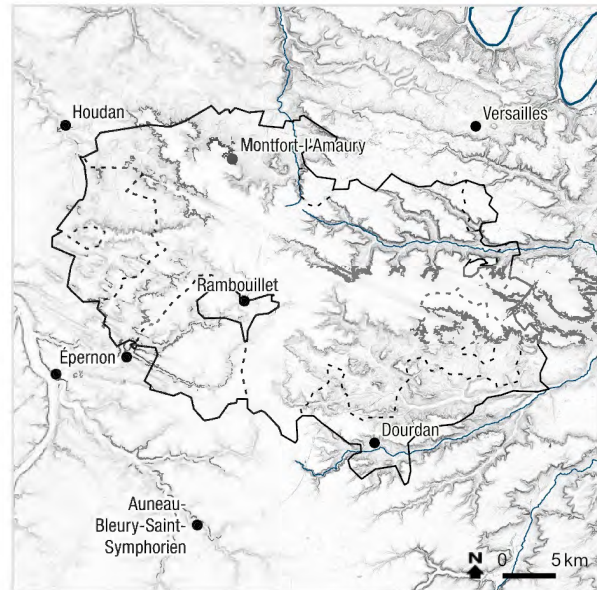 Houdan
Versailles
Montfort-l'Amaury
Rambouillet
Épernon
Dourdan
Auneau-
Bleury-Saint-
Symphorien
N 0 5 km